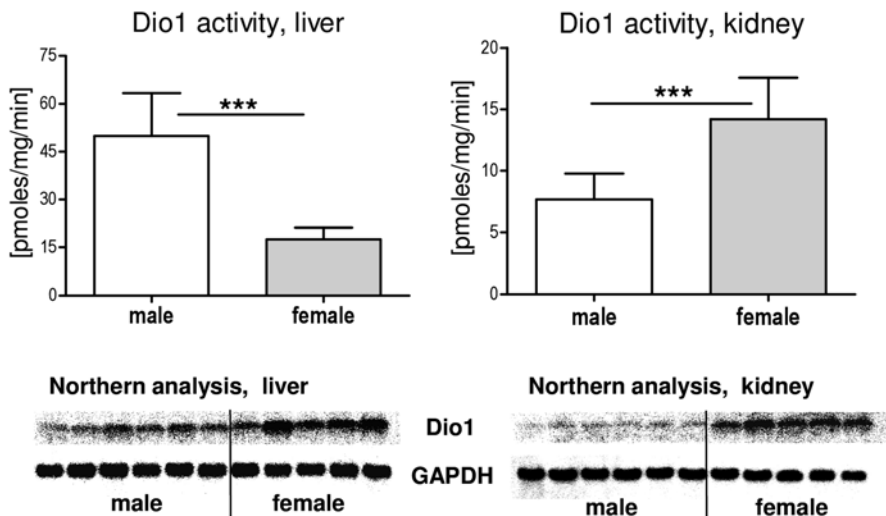 Dio1 activity, liver
[pmoles/mg/min]
75
60
45
30
15
0
***
male female
Dio1 activity, kidney
[pmoles/mg/min]
20
15
10
5
0
***
male female
Northern analysis, liver
Northern analysis, kidney
Dio1
GAPDH
male female
male female